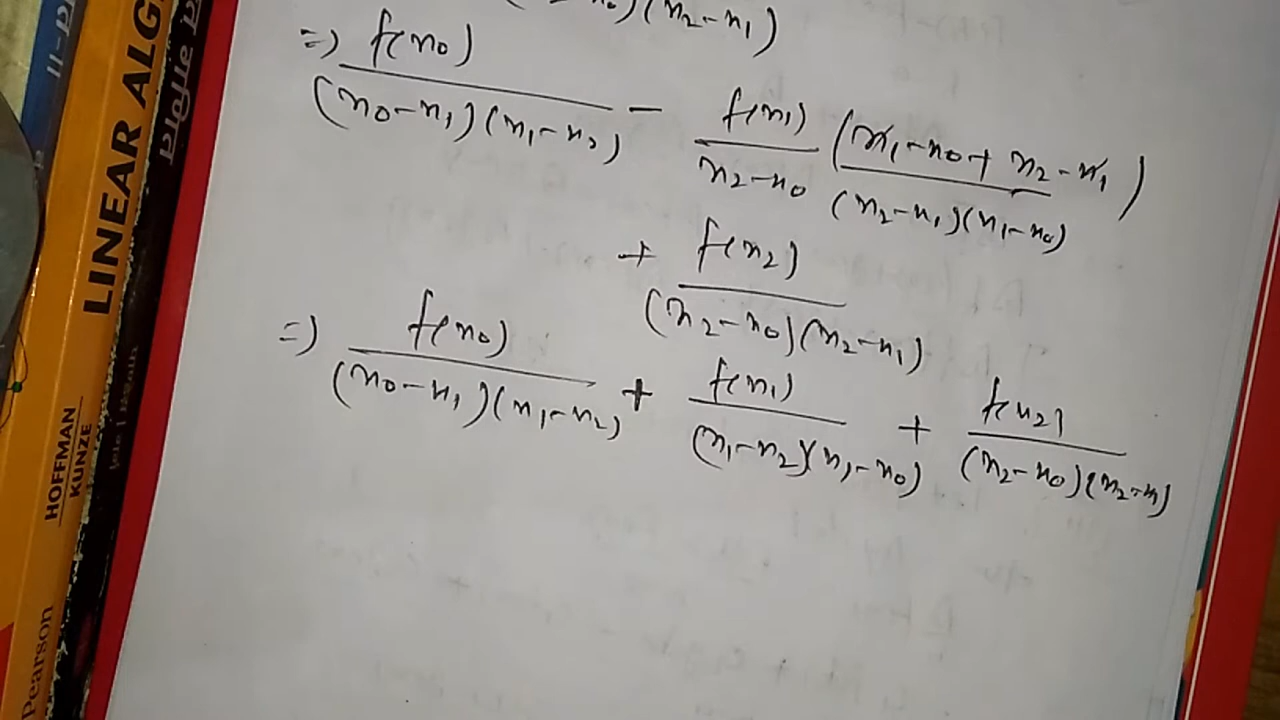 (x₂-x₁)
=> f(x₀)/(x₀-x₁)(x₁-x₂) - f(x₁)/x₂-x₀ (x₁-x₀+x₂-x₁)/(x₂-x₁)(x₁-x₀)
+ f(x₂)/(x₂-x₀)(x₂-x₁)
=> f(x₀)/(x₀-x₁)(x₁-x₂) + f(x₁)/(x₁-x₂)(x₁-x₀) + f(x₂)/(x₂-x₀)(x₂-x₁)
LINEAR ALG
HOFFMAN
KUNZE
Pearson